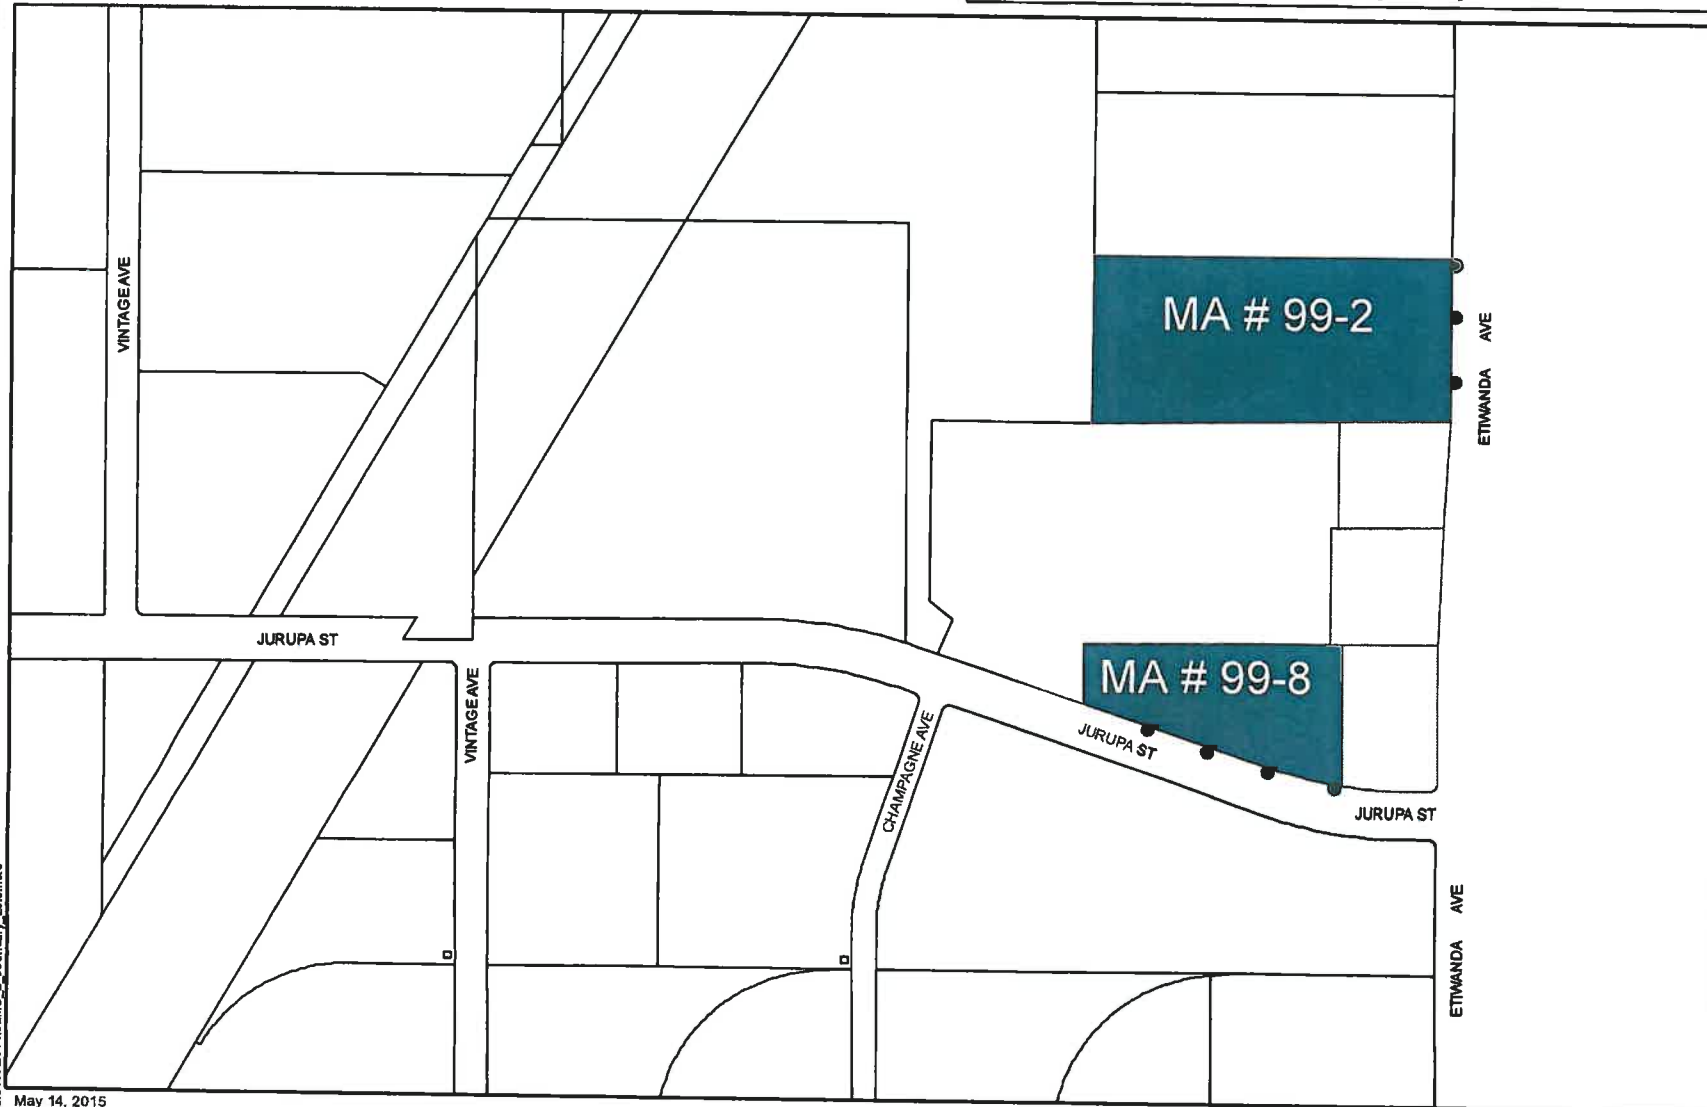 MA # 99-2
VINTAGE AVE
ETIWANDA AVE
JURUPA ST
MA # 99-8
VINTAGE AVE
JURUPA ST
CHAMPAGNE AVE
JURUPA ST
ETIWANDA AVE
May 14, 2015